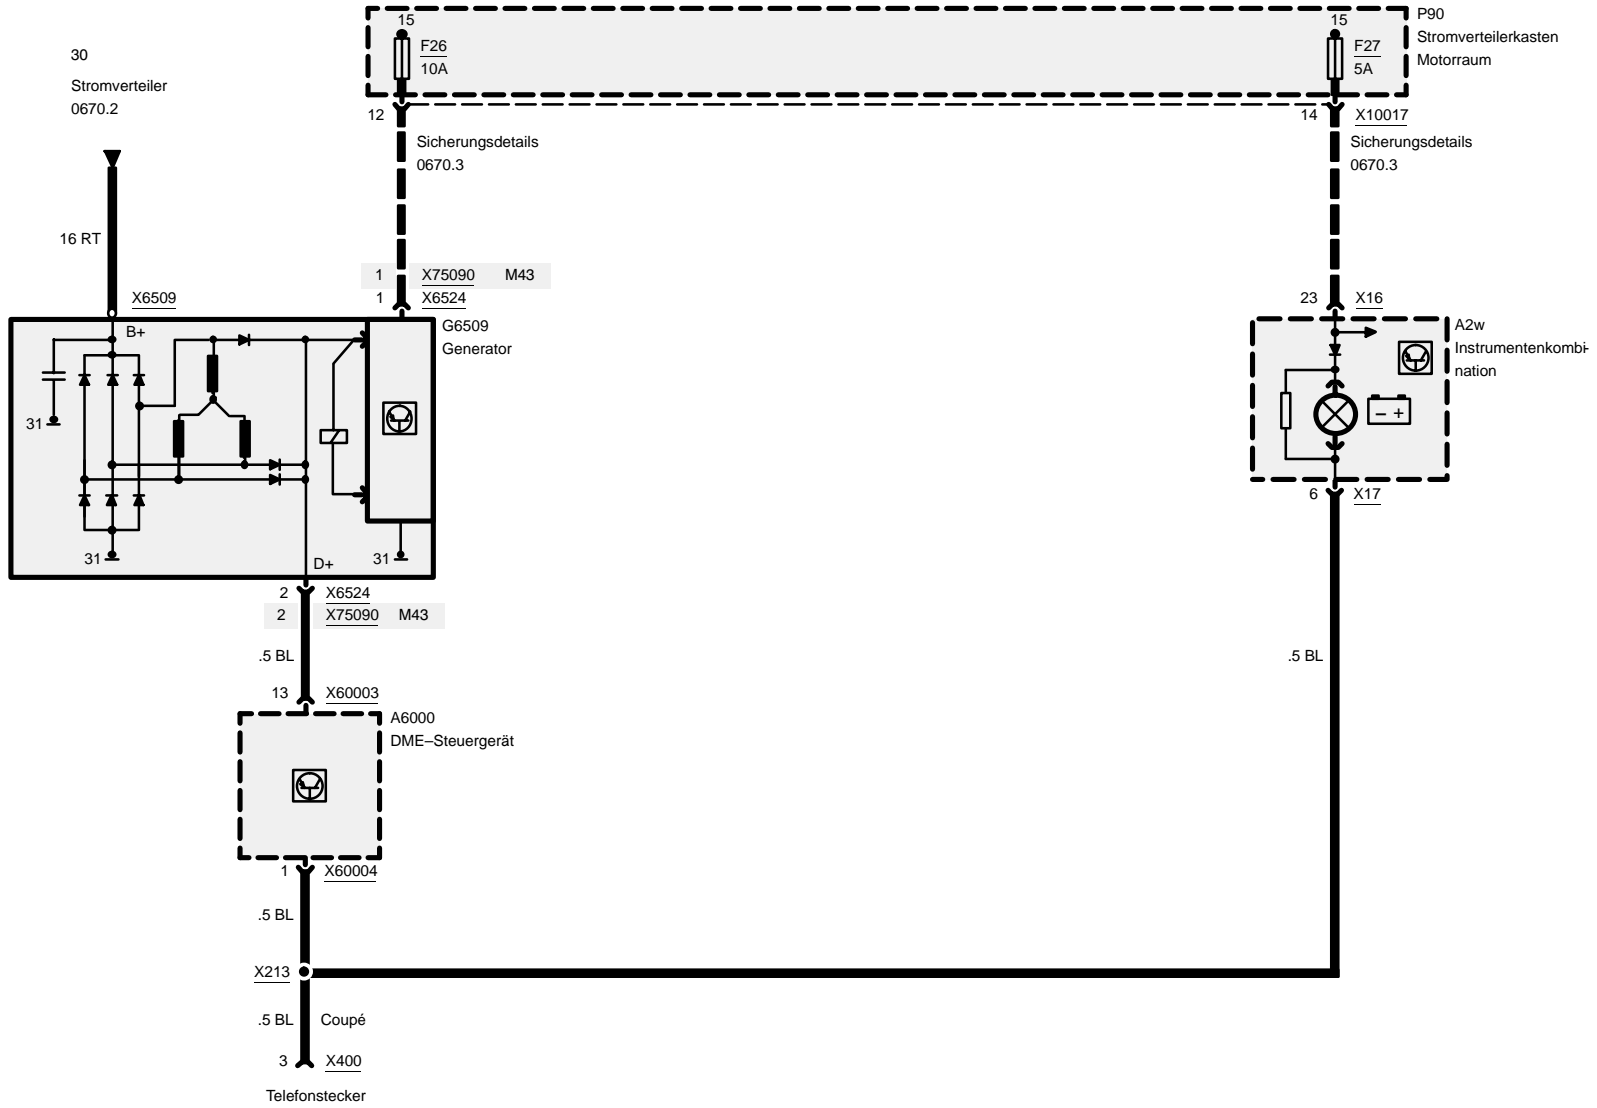 15
15
P90
Stromverteilerkasten
Motorraum
F26
10A
F27
5A
30
Stromverteiler
0670.2
12
14 X10017
Sicherungsdetails
0670.3
Sicherungsdetails
0670.3
16 RT
1 X75090 M43
X6509
1 X6524
23 X16
B+
G6509
Generator
A2w
Instrumentenkombi-
nation
− +
31
31
31
D+
6 X17
2 X6524
2 X75090 M43
.5 BL
.5 BL
13 X60003
A6000
DME–Steuergerät
1 X60004
.5 BL
X213
.5 BL Coupé
3 X400
Telefonstecker